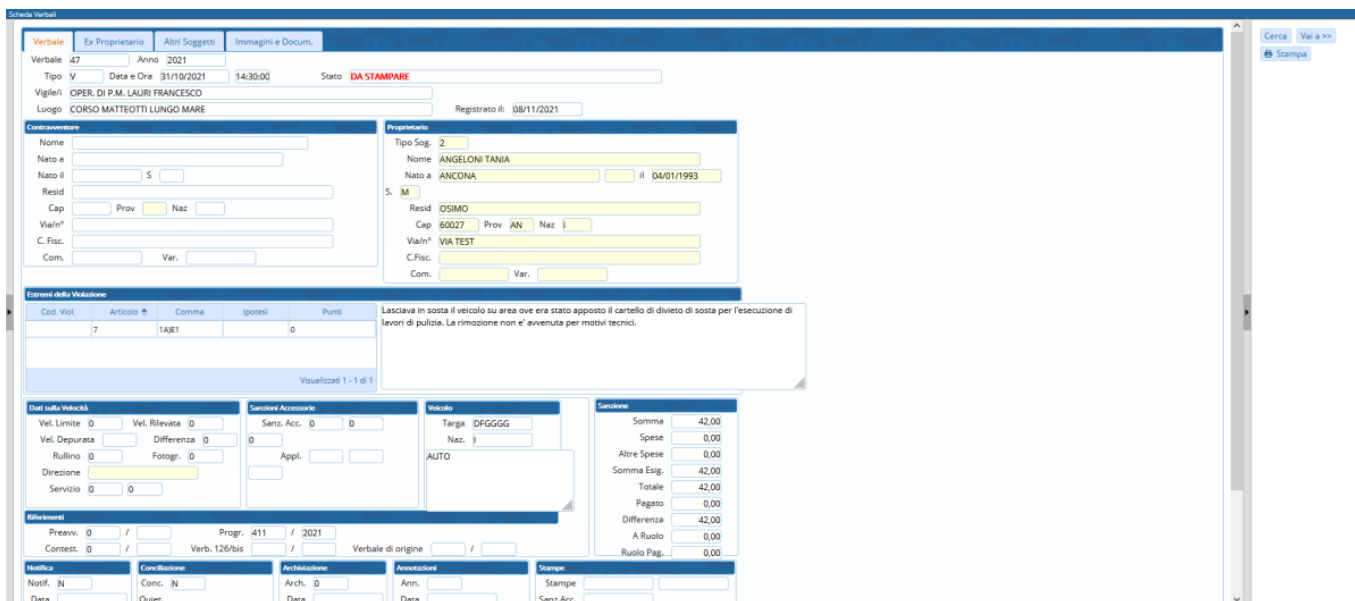 Scheda Verbali
Verbale Ex Proprietario Altri Soggetti Immagini e Docum.
Cerca Vai a >>
Stampa
Verbale 47 Anno 2021
Tipo V Data e Ora 31/10/2021 14:30:00 Stato DA STAMPARE
Vigile/i OPER. DI P.M. LAURI FRANCESCO
Luogo CORSO MATTEOTTI LUNGO MARE Registrato il: 08/11/2021
Contravventore
Nome
Nato a
Nato il S
Resid
Cap Prov Naz
Via/n°
C. Fisc.
Com. Var.
Proprietario
Tipo Sog. 2
Nome ANGELONI TANIA
Nato a ANCONA il 04/01/1993
S. M
Resid OSIMO
Cap 60027 Prov AN Naz I
Via/n° VIA TEST
C.Fisc.
Com. Var.
Estremi della Violazione
Cod. Viol. Articolo Comma Ipotesi Punti
7 1A)E1 0
Visualizzati 1 - 1 di 1
Lasciava in sosta il veicolo su area ove era stato apposto il cartello di divieto di sosta per l'esecuzione di
lavori di pulizia. La rimozione non e' avvenuta per motivi tecnici.
Dati sulla Velocità
Vel. Limite 0 Vel. Rilevata 0
Vel. Depurata Differenza 0
Rullino 0 Fotogr. 0
Direzione
Servizio 0 0
Sanzioni Accessorie
Sanz. Acc. 0 0
0
Appl.
Veicolo
Targa DFGGGG
Naz. I
AUTO
Sanzione
Somma 42,00
Spese 0,00
Altre Spese 0,00
Somma Esig. 42,00
Totale 42,00
Pagato 0,00
Differenza 42,00
A Ruolo 0,00
Ruolo Pag. 0,00
Riferimenti
Preavv. 0 / Progr. 411 / 2021
Contest. 0 / Verb. 126/bis / Verbale di origine /
Notifica
Notif. N
Data
Conciliazione
Conc. N
Quiet.
Archiviazione
Arch. 0
Data
Annotazioni
Ann.
Data
Stampe
Stampe
Sanz.Acc.